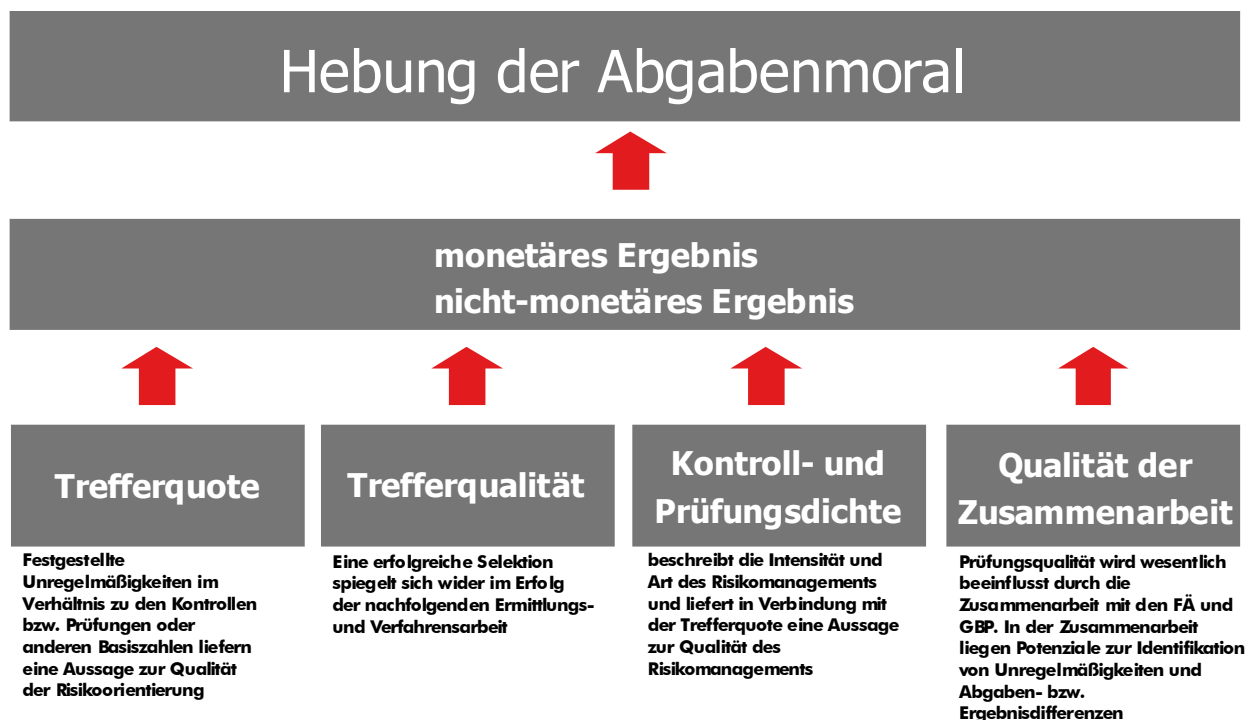 Hebung der Abgabenmoral
monetäres Ergebnis
nicht-monetäres Ergebnis
Trefferquote
Festgestellte
Unregelmäßigkeiten im
Verhältnis zu den Kontrollen
bzw. Prüfungen oder
anderen Basiszahlen liefern
eine Aussage zur Qualität
der Risikoorientierung
Trefferqualität
Eine erfolgreiche Selektion
spiegelt sich wider im Erfolg
der nachfolgenden Ermittlungs-
und Verfahrensarbeit
Kontroll- und
Prüfungsdichte
beschreibt die Intensität und
Art des Risikomanagements
und liefert in Verbindung mit
der Trefferquote eine Aussage
zur Qualität des
Risikomanagements
Qualität der
Zusammenarbeit
Prüfungsqualität wird wesentlich
beeinflusst durch die
Zusammenarbeit mit den FÄ und
GBP. In der Zusammenarbeit
liegen Potenziale zur Identifikation
von Unregelmäßigkeiten und
Abgaben- bzw.
Ergebnisdifferenzen